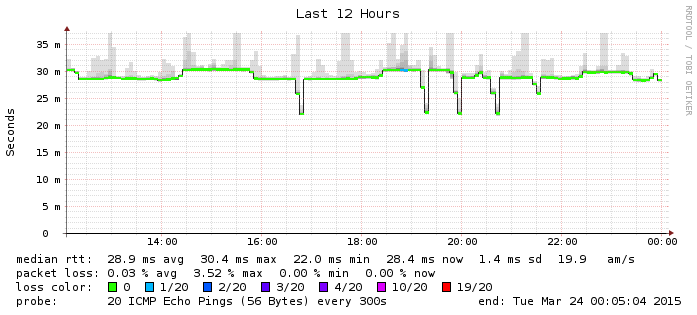 Last 12 Hours
RRDTOOL / TOBI OETIKER
Seconds
35 m
30 m
25 m
20 m
15 m
10 m
5 m
0
14:00 16:00 18:00 20:00 22:00 00:00
median rtt: 28.9 ms avg 30.4 ms max 22.0 ms min 28.4 ms now 1.4 ms sd 19.9 am/s
packet loss: 0.03 % avg 3.52 % max 0.00 % min 0.00 % now
loss color: 0 1/20 2/20 3/20 4/20 10/20 19/20
probe: 20 ICMP Echo Pings (56 Bytes) every 300s end: Tue Mar 24 00:05:04 2015